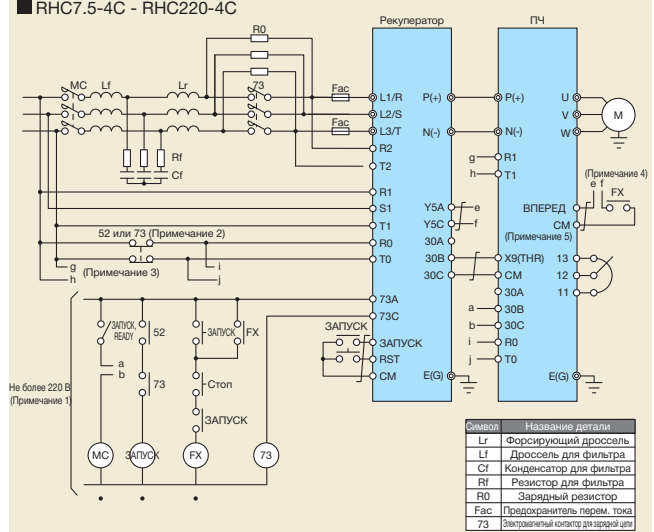 RHC7.5-4C - RHC220-4C
Рекуператор
ПЧ
R0
MC
Lf
Lr
73
Fac
L1/R
P(+)
P(+)
U
L2/S
V
M
Fac
L3/T
N(-)
N(-)
W
R2
Rf
g
R1
T2
h
T1
(Примечание 4)
Cf
e
f
FX
R1
S1
Y5A
e
ВПЕРЕД
T1
Y5C
f
CM
52 или 73 (Примечание 2)
(Примечание 5)
R0
30A
T0
30B
X9(THR)
13
g
i
h
(Примечание 3)
j
30C
CM
12
73A
30A
11
73C
a
30B
ЗАПУСК,
READY
52
ЗАПУСК
FX
ЗАПУСК
b
30C
ЗАПУСК
i
R0
a
RST
j
T0
b
73
Стоп
CM
E(G)
E(G)
Не более 220 В
(Примечание 1)
ЗАПУСК
MC
ЗАПУСК
FX
73
Символ
Название детали
Lr
Форсирующий дроссель
Lf
Дроссель для фильтра
Cf
Конденсатор для фильтра
Rf
Резистор для фильтра
R0
Зарядный резистор
Fac
Предохранитель перем. тока
73
Электромагнитный контактор для зарядной цепи